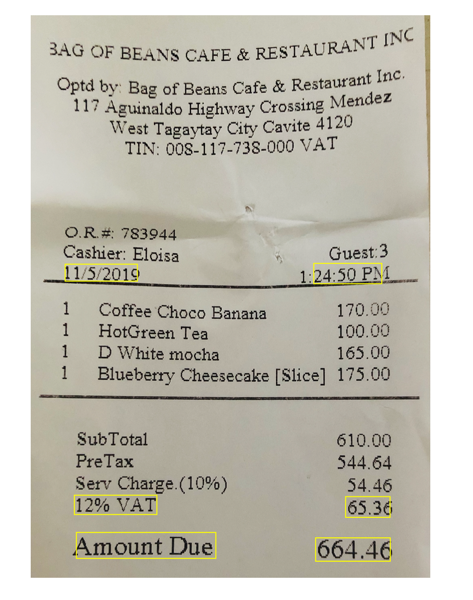 BAG OF BEANS CAFE & RESTAURANT INC
Optd by: Bag of Beans Cafe & Restaurant Inc.
117 Aguinaldo Highway Crossing Mendez
West Tagaytay City Cavite 4120
TIN: 008-117-738-000 VAT
O.R.#: 783944
Cashier: Eloisa Guest:3
11/5/2019 1:24:50 PM
1 Coffee Choco Banana 170.00
1 HotGreen Tea 100.00
1 D White mocha 165.00
1 Blueberry Cheesecake [Slice] 175.00
SubTotal 610.00
PreTax 544.64
Serv Charge.(10%) 54.46
12% VAT 65.36
Amount Due 664.46